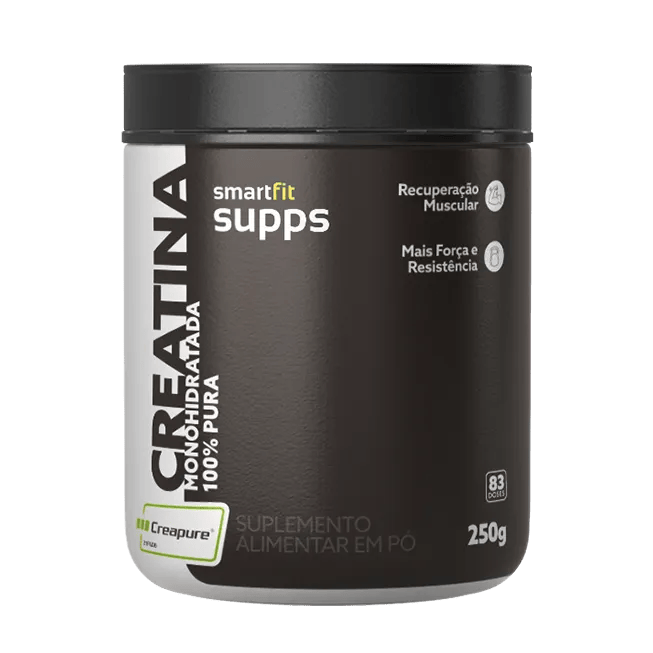 smartfit
supps
Recuperação
Muscular
Mais Força e
Resistência
CREATINA
MONOHIDRATADA
100% PURA
Creapure®
83
DOSES
SUPLEMENTO
ALIMENTAR EM PÓ
250g